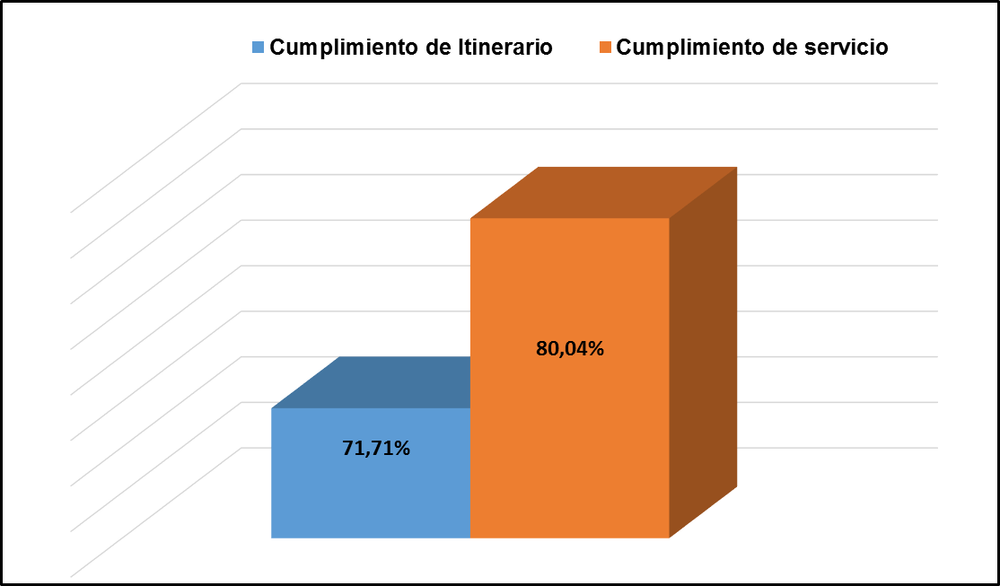 Cumplimiento de Itinerario Cumplimiento de servicio
80,04%
71,71%